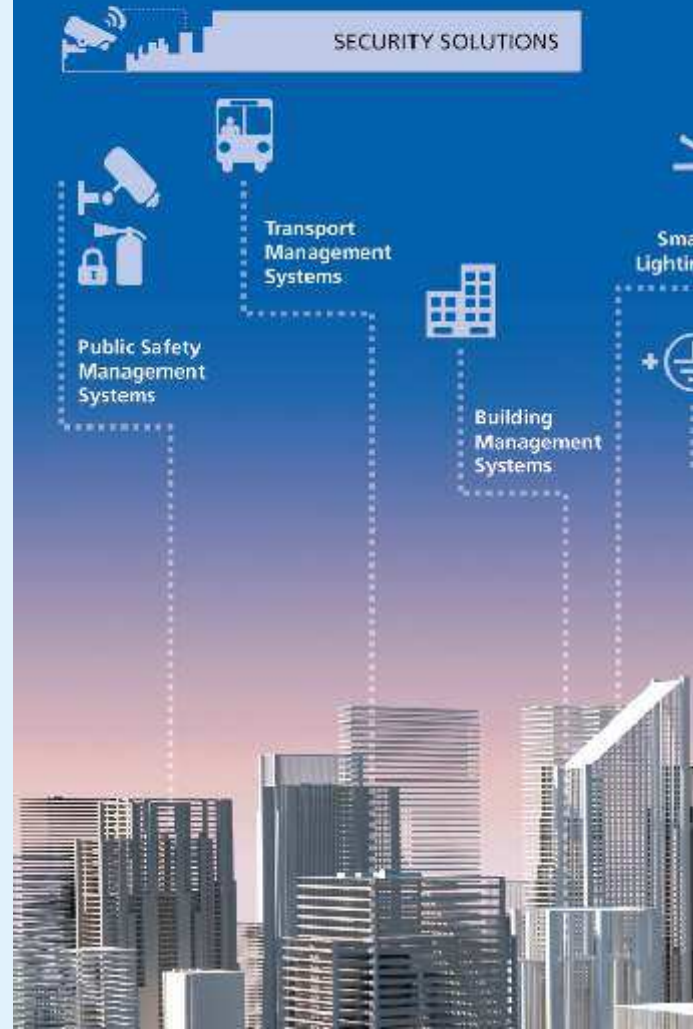 SECURITY SOLUTIONS
Transport
Management
Systems
Public Safety
Management
Systems
Building
Management
Systems